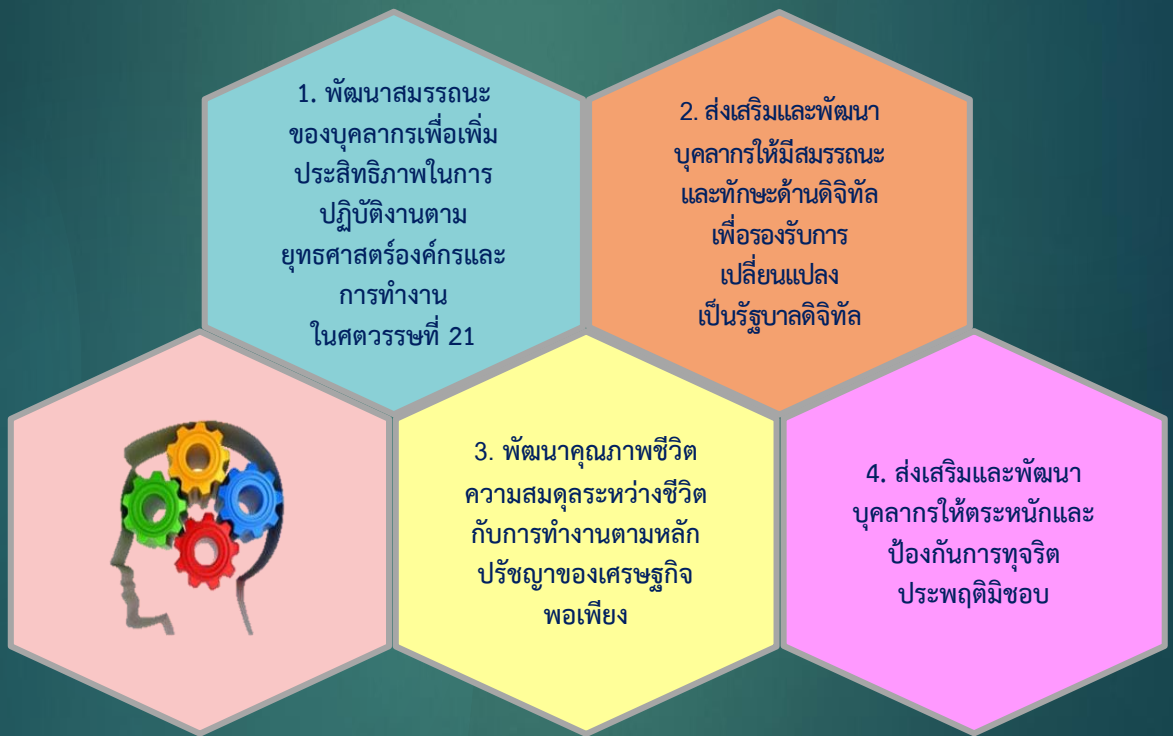 1. พัฒนาสมรรถนะ
ของบุคลากรเพื่อเพิ่ม
ประสิทธิภาพในการ
ปฏิบัติงานตาม
ยุทธศาสตร์องค์กรและ
การทำงาน
ในศตวรรษที่ 21
2. ส่งเสริมและพัฒนา
บุคลากรให้มีสมรรถนะ
และทักษะด้านดิจิทัล
เพื่อรองรับการ
เปลี่ยนแปลง
เป็นรัฐบาลดิจิทัล
3. พัฒนาคุณภาพชีวิต
ความสมดุลระหว่างชีวิต
กับการทำงานตามหลัก
ปรัชญาของเศรษฐกิจ
พอเพียง
4. ส่งเสริมและพัฒนา
บุคลากรให้ตระหนักและ
ป้องกันการทุจริต
ประพฤติมิชอบ